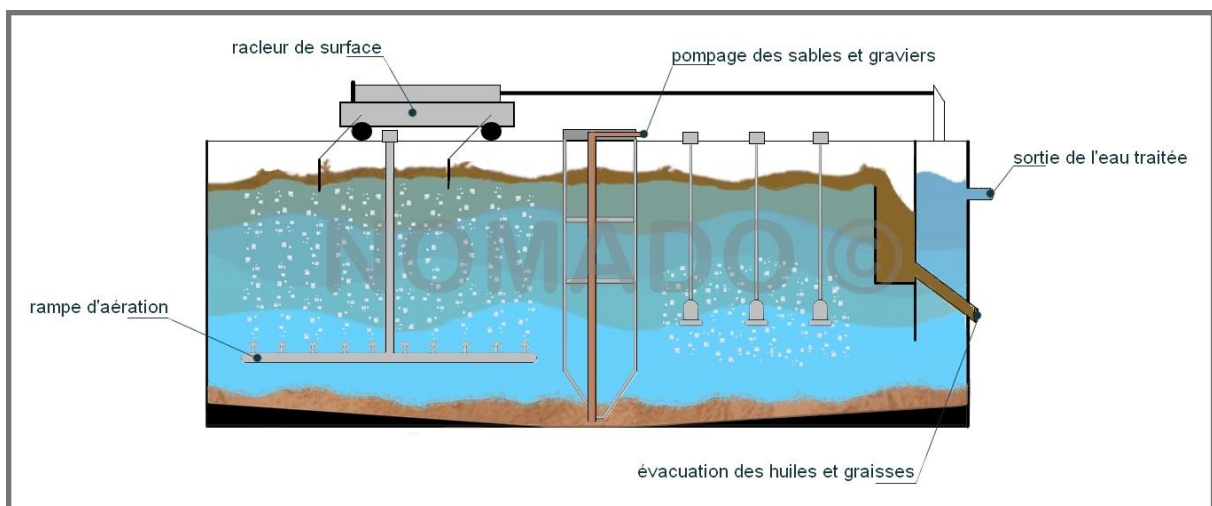 racleur de surface
pompage des sables et graviers
sortie de l'eau traitée
NOMADO ©
rampe d'aération
évacuation des huiles et graisses